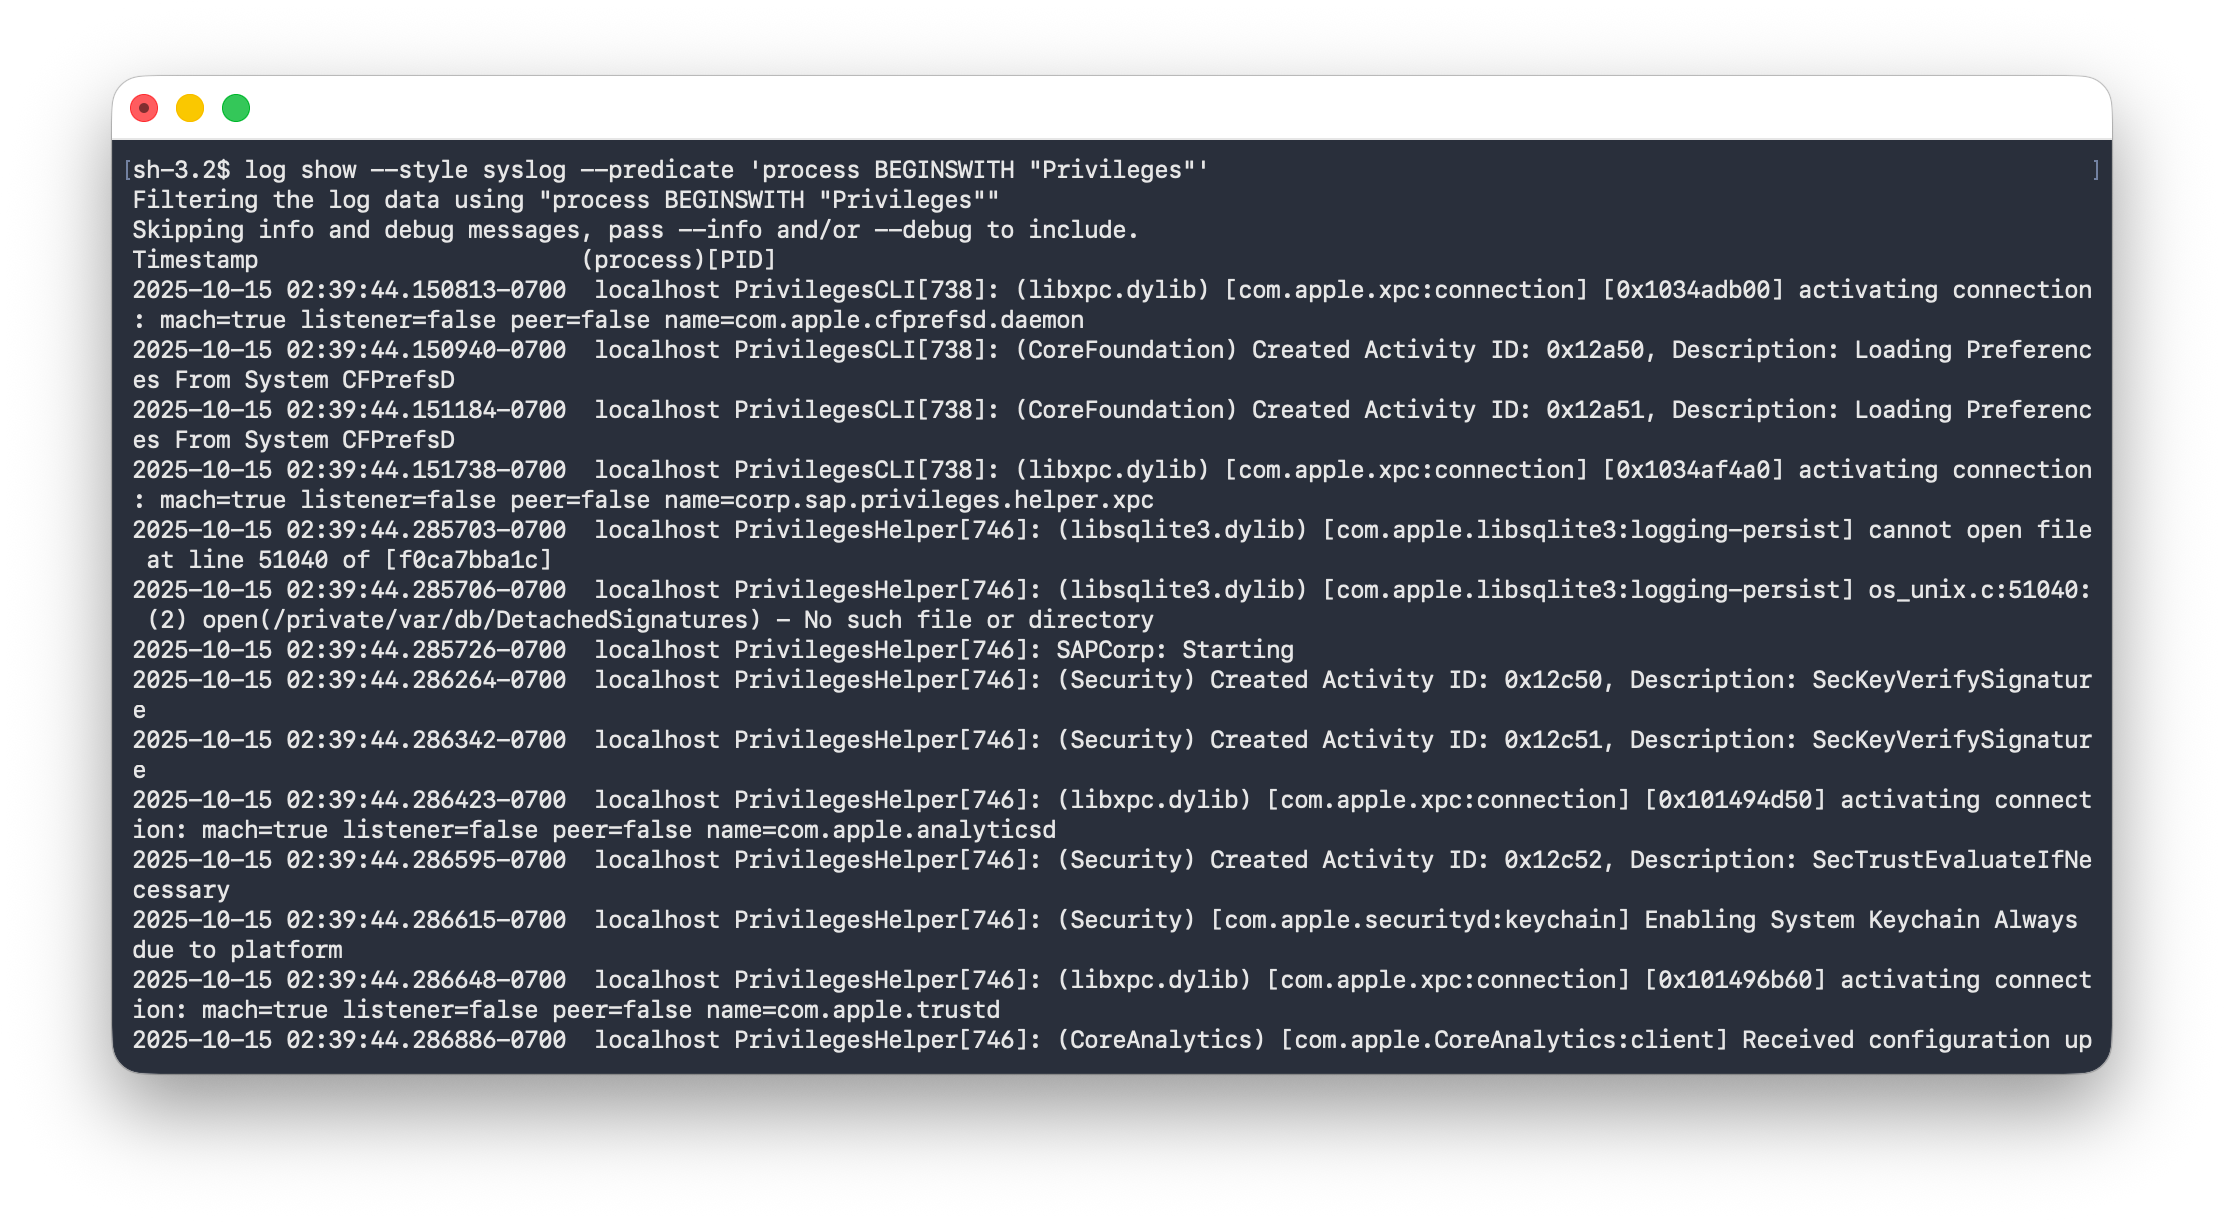 [sh-3.2$ log show --style syslog --predicate 'process BEGINSWITH "Privileges"' ]
Filtering the log data using "process BEGINSWITH "Privileges""
Skipping info and debug messages, pass --info and/or --debug to include.
Timestamp                       (process)[PID]
2025-10-15 02:39:44.150813-0700  localhost PrivilegesCLI[738]: (libxpc.dylib) [com.apple.xpc:connection] [0x1034adb00] activating connection
: mach=true listener=false peer=false name=com.apple.cfprefsd.daemon
2025-10-15 02:39:44.150940-0700  localhost PrivilegesCLI[738]: (CoreFoundation) Created Activity ID: 0x12a50, Description: Loading Preferenc
es From System CFPrefsD
2025-10-15 02:39:44.151184-0700  localhost PrivilegesCLI[738]: (CoreFoundation) Created Activity ID: 0x12a51, Description: Loading Preferenc
es From System CFPrefsD
2025-10-15 02:39:44.151738-0700  localhost PrivilegesCLI[738]: (libxpc.dylib) [com.apple.xpc:connection] [0x1034af4a0] activating connection
: mach=true listener=false peer=false name=corp.sap.privileges.helper.xpc
2025-10-15 02:39:44.285703-0700  localhost PrivilegesHelper[746]: (libsqlite3.dylib) [com.apple.libsqlite3:logging-persist] cannot open file
 at line 51040 of [f0ca7bba1c]
2025-10-15 02:39:44.285706-0700  localhost PrivilegesHelper[746]: (libsqlite3.dylib) [com.apple.libsqlite3:logging-persist] os_unix.c:51040:
 (2) open(/private/var/db/DetachedSignatures) - No such file or directory
2025-10-15 02:39:44.285726-0700  localhost PrivilegesHelper[746]: SAPCorp: Starting
2025-10-15 02:39:44.286264-0700  localhost PrivilegesHelper[746]: (Security) Created Activity ID: 0x12c50, Description: SecKeyVerifySignatur
e
2025-10-15 02:39:44.286342-0700  localhost PrivilegesHelper[746]: (Security) Created Activity ID: 0x12c51, Description: SecKeyVerifySignatur
e
2025-10-15 02:39:44.286423-0700  localhost PrivilegesHelper[746]: (libxpc.dylib) [com.apple.xpc:connection] [0x101494d50] activating connect
ion: mach=true listener=false peer=false name=com.apple.analyticsd
2025-10-15 02:39:44.286595-0700  localhost PrivilegesHelper[746]: (Security) Created Activity ID: 0x12c52, Description: SecTrustEvaluateIfNe
cessary
2025-10-15 02:39:44.286615-0700  localhost PrivilegesHelper[746]: (Security) [com.apple.securityd:keychain] Enabling System Keychain Always
due to platform
2025-10-15 02:39:44.286648-0700  localhost PrivilegesHelper[746]: (libxpc.dylib) [com.apple.xpc:connection] [0x101496b60] activating connect
ion: mach=true listener=false peer=false name=com.apple.trustd
2025-10-15 02:39:44.286886-0700  localhost PrivilegesHelper[746]: (CoreAnalytics) [com.apple.CoreAnalytics:client] Received configuration up